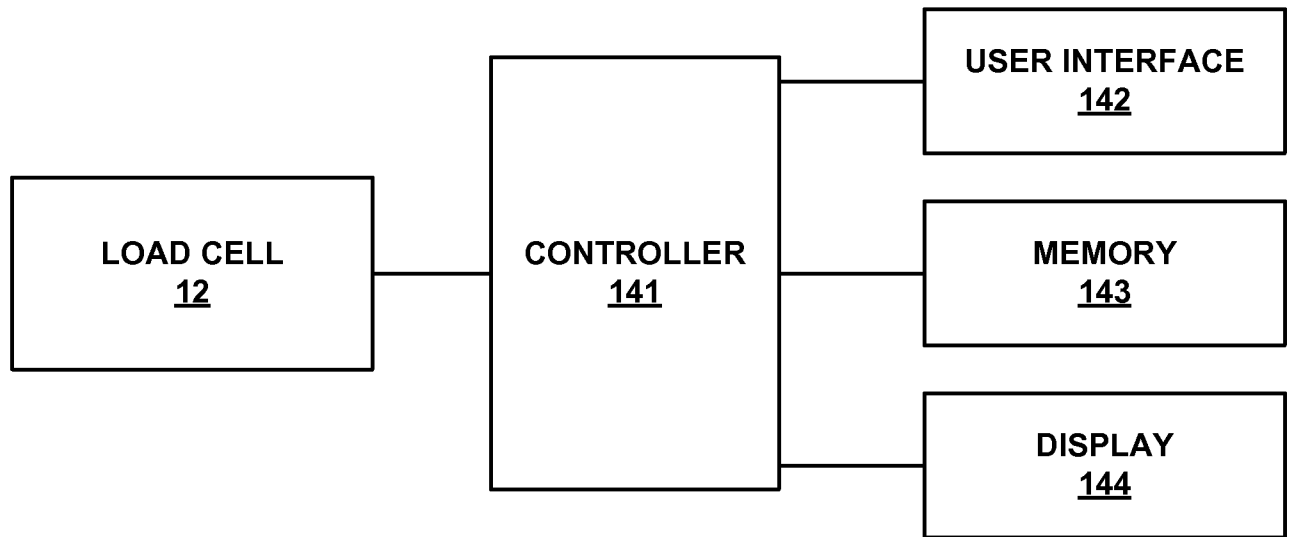 LOAD CELL
12
CONTROLLER
141
USER INTERFACE
142
MEMORY
143
DISPLAY
144